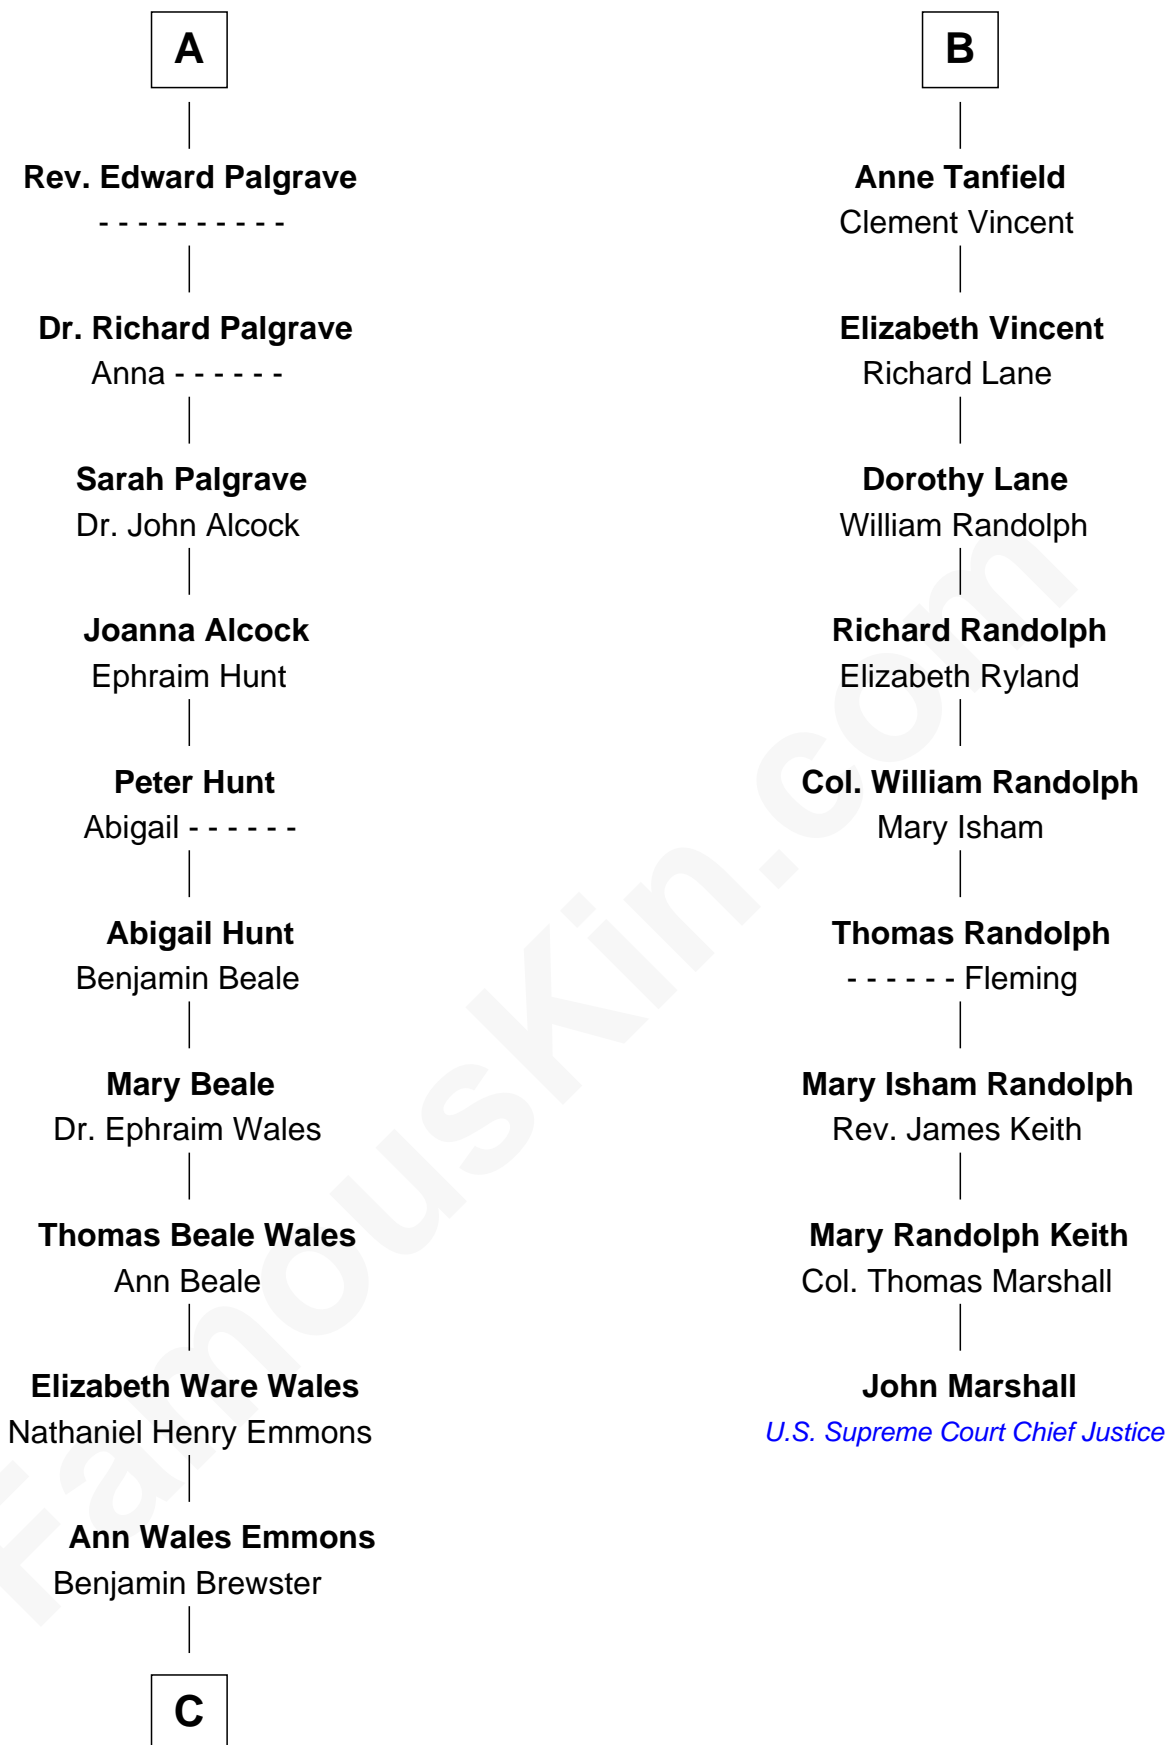 A
Rev. Edward Palgrave
- - - - - - - - - -
Dr. Richard Palgrave
Anna - - - - - -
Sarah Palgrave
Dr. John Alcock
Joanna Alcock
Ephraim Hunt
Peter Hunt
Abigail - - - - - -
Abigail Hunt
Benjamin Beale
Mary Beale
Dr. Ephraim Wales
Thomas Beale Wales
Ann Beale
Elizabeth Ware Wales
Nathaniel Henry Emmons
Ann Wales Emmons
Benjamin Brewster
C
B
Anne Tanfield
Clement Vincent
Elizabeth Vincent
Richard Lane
Dorothy Lane
William Randolph
Richard Randolph
Elizabeth Ryland
Col. William Randolph
Mary Isham
Thomas Randolph
- - - - - - Fleming
Mary Isham Randolph
Rev. James Keith
Mary Randolph Keith
Col. Thomas Marshall
John Marshall
U.S. Supreme Court Chief Justice
FamousKin.com